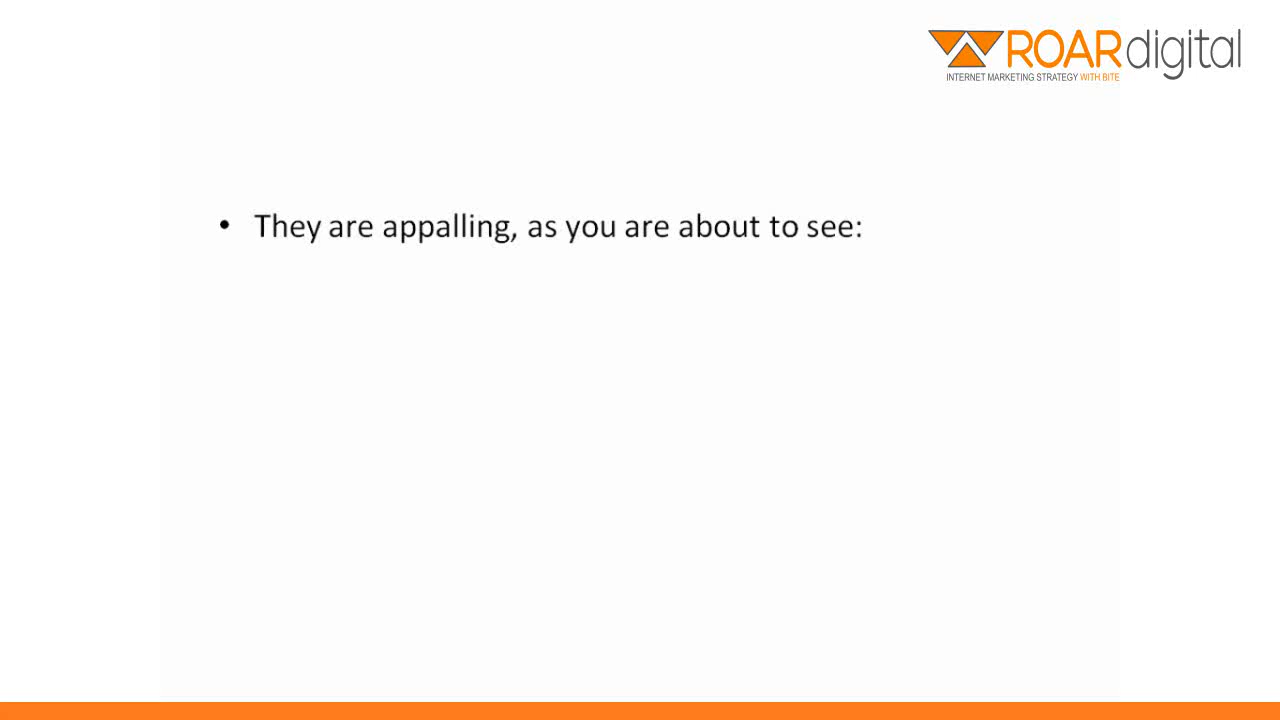 ROARdigital
INTERNET MARKETING STRATEGY WITH BITE
• They are appalling, as you are about to see: